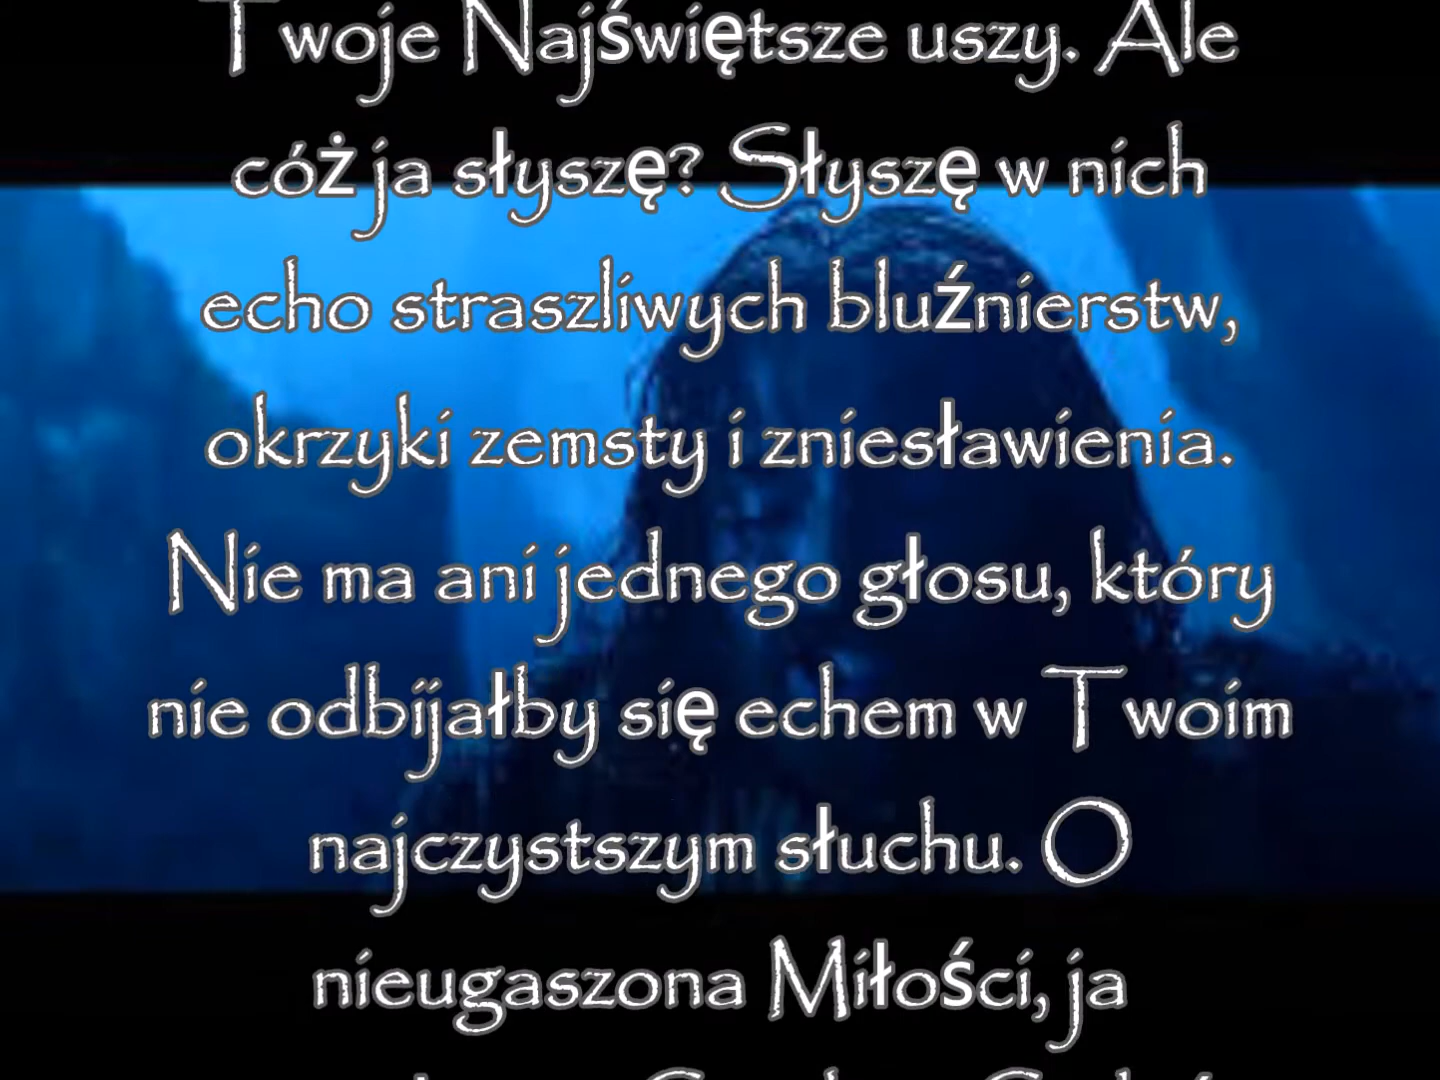 Twoje Najświętsze uszy. Ale
cóż ja słyszę? Słyszę w nich
echo straszliwych bluźnierstw,
okrzyki zemsty i zniesławienia.
Nie ma ani jednego głosu, który
nie odbijałby się echem w Twoim
najczystszym słuchu. O
nieugaszona Miłości, ja